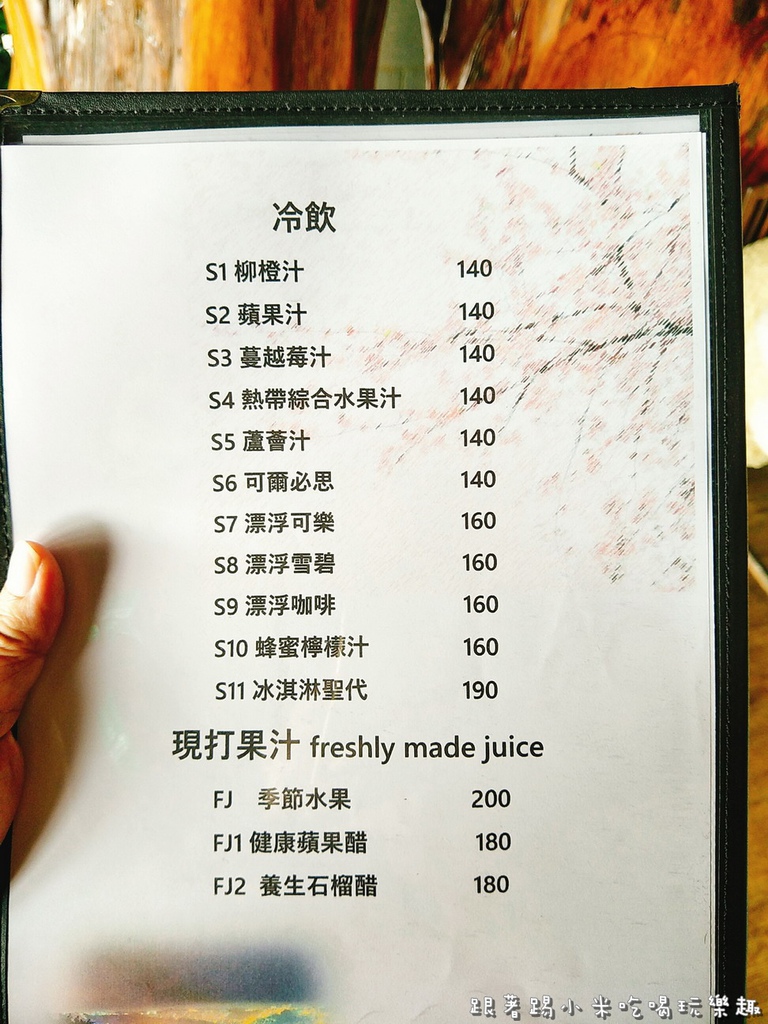 冷飲
S1 柳橙汁 140
S2 蘋果汁 140
S3 蔓越莓汁 140
S4 熱帶綜合水果汁 140
S5 蘆薈汁 140
S6 可爾必思 140
S7 漂浮可樂 160
S8 漂浮雪碧 160
S9 漂浮咖啡 160
S10 蜂蜜檸檬汁 160
S11 冰淇淋聖代 190
現打果汁 freshly made juice
FJ 季節水果 200
FJ1 健康蘋果醋 180
FJ2 養生石榴醋 180
跟著踢小米吃喝玩樂趣